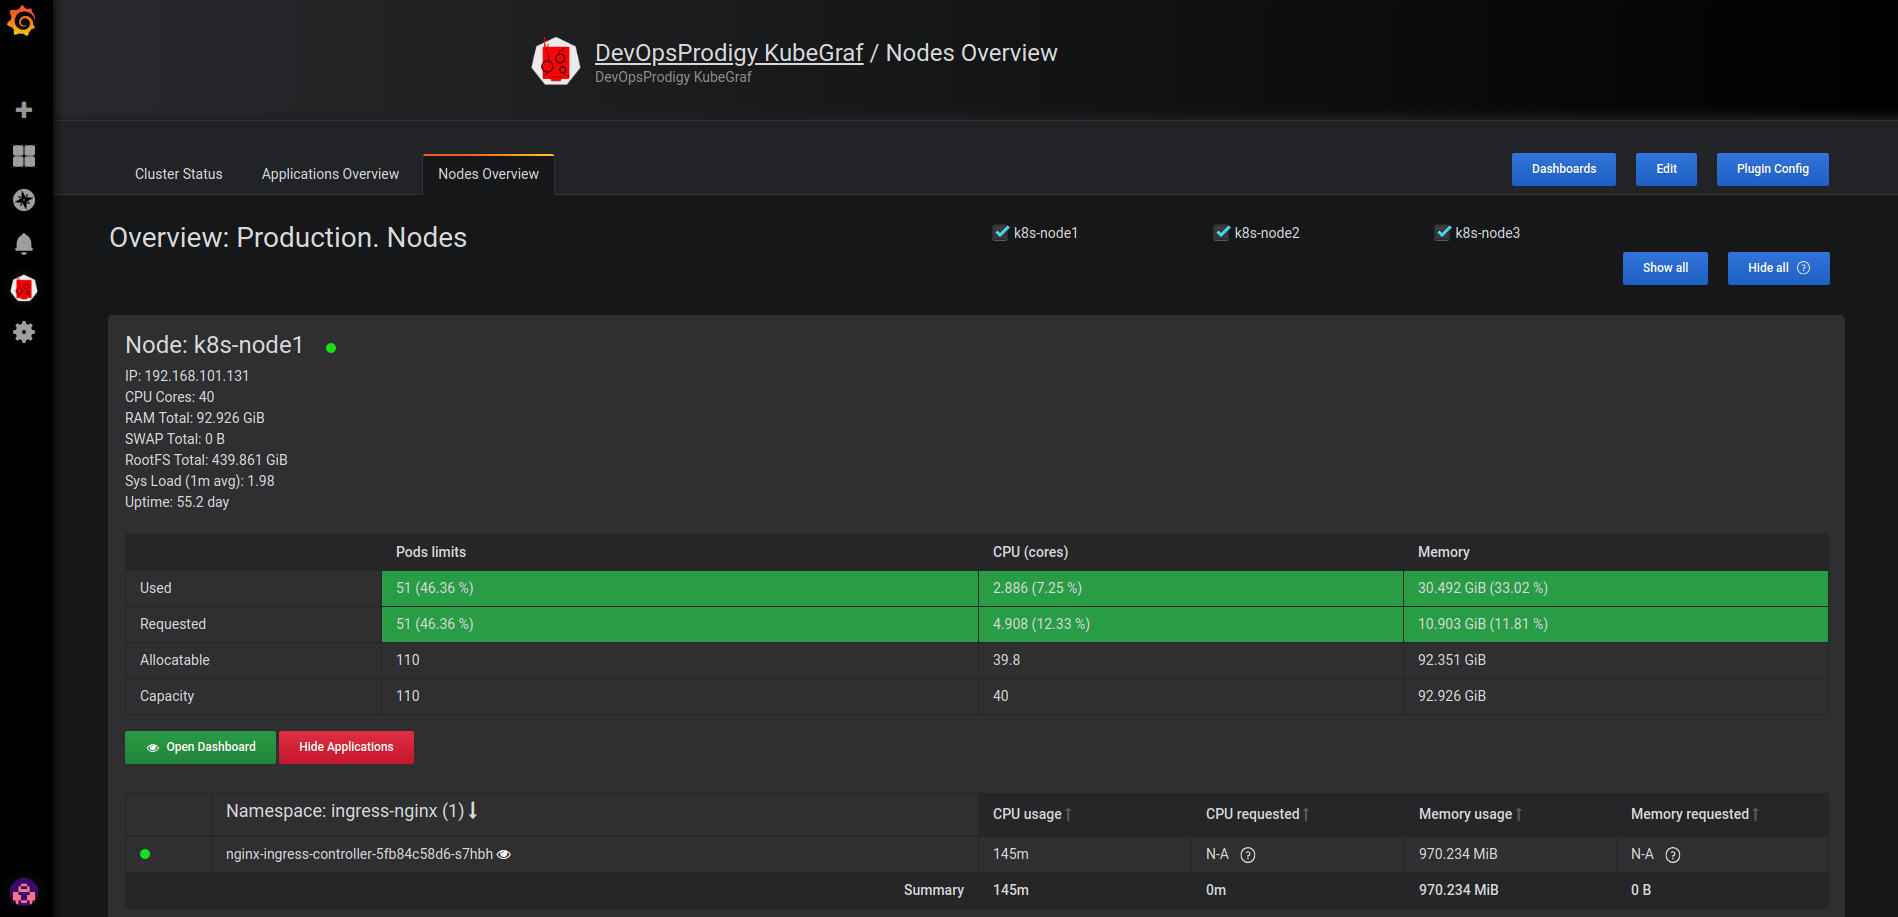 DevOpsProdigy KubeGraf / Nodes Overview
DevOpsProdigy KubeGraf
Cluster Status Applications Overview Nodes Overview Dashboards Edit Plugin Config
Overview: Production. Nodes
k8s-node1 k8s-node2 k8s-node3
Show all Hide all ?
Node: k8s-node1
IP: 192.168.101.131
CPU Cores: 40
RAM Total: 92.926 GiB
SWAP Total: 0 B
RootFS Total: 439.861 GiB
Sys Load (1m avg): 1.98
Uptime: 55.2 day
Pods limits CPU (cores) Memory
Used 51 (46.36 %) 2.886 (7.25 %) 30.492 GiB (33.02 %)
Requested 51 (46.36 %) 4.908 (12.33 %) 10.903 GiB (11.81 %)
Allocatable 110 39.8 92.351 GiB
Capacity 110 40 92.926 GiB
Open Dashboard Hide Applications
Namespace: ingress-nginx (1) CPU usage CPU requested Memory usage Memory requested
nginx-ingress-controller-5fb84c58d6-s7hbh 145m N-A ? 970.234 MiB N-A ?
Summary 145m 0m 970.234 MiB 0 B